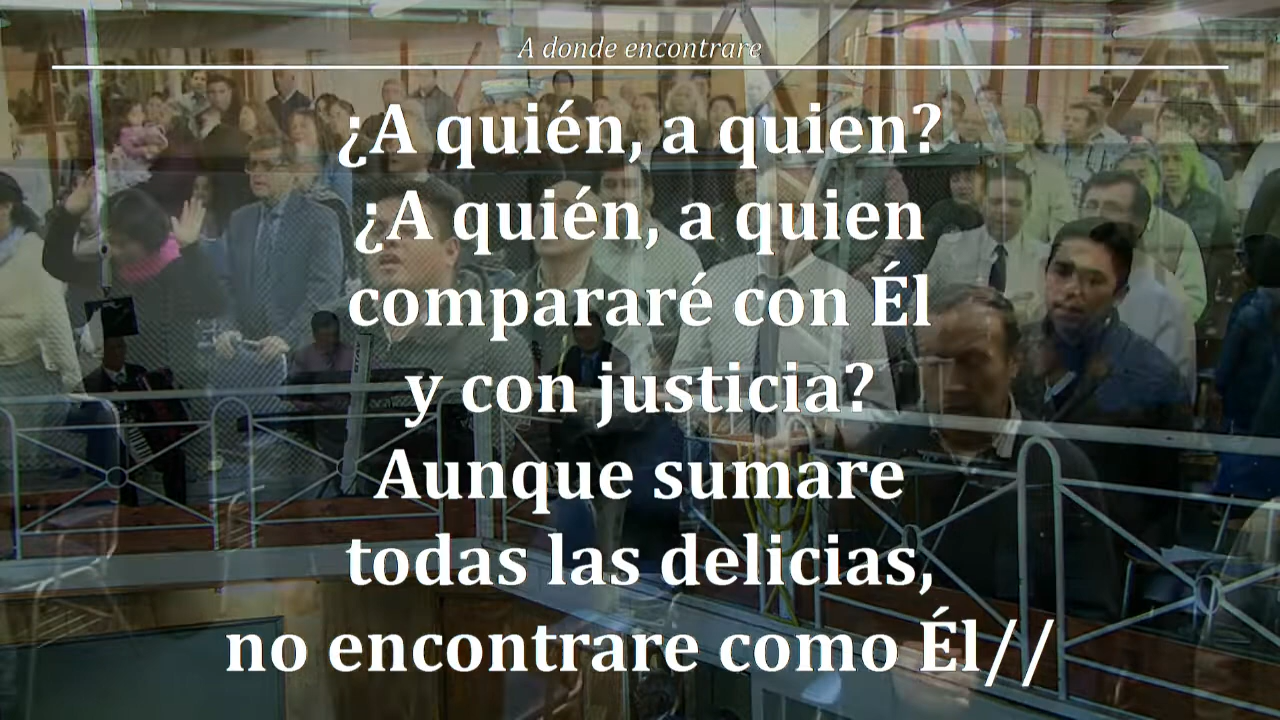 A donde encontrare
¿A quién, a quien?
¿A quién, a quien
compararé con Él
y con justicia?
Aunque sumare
todas las delicias,
no encontrare como Él//